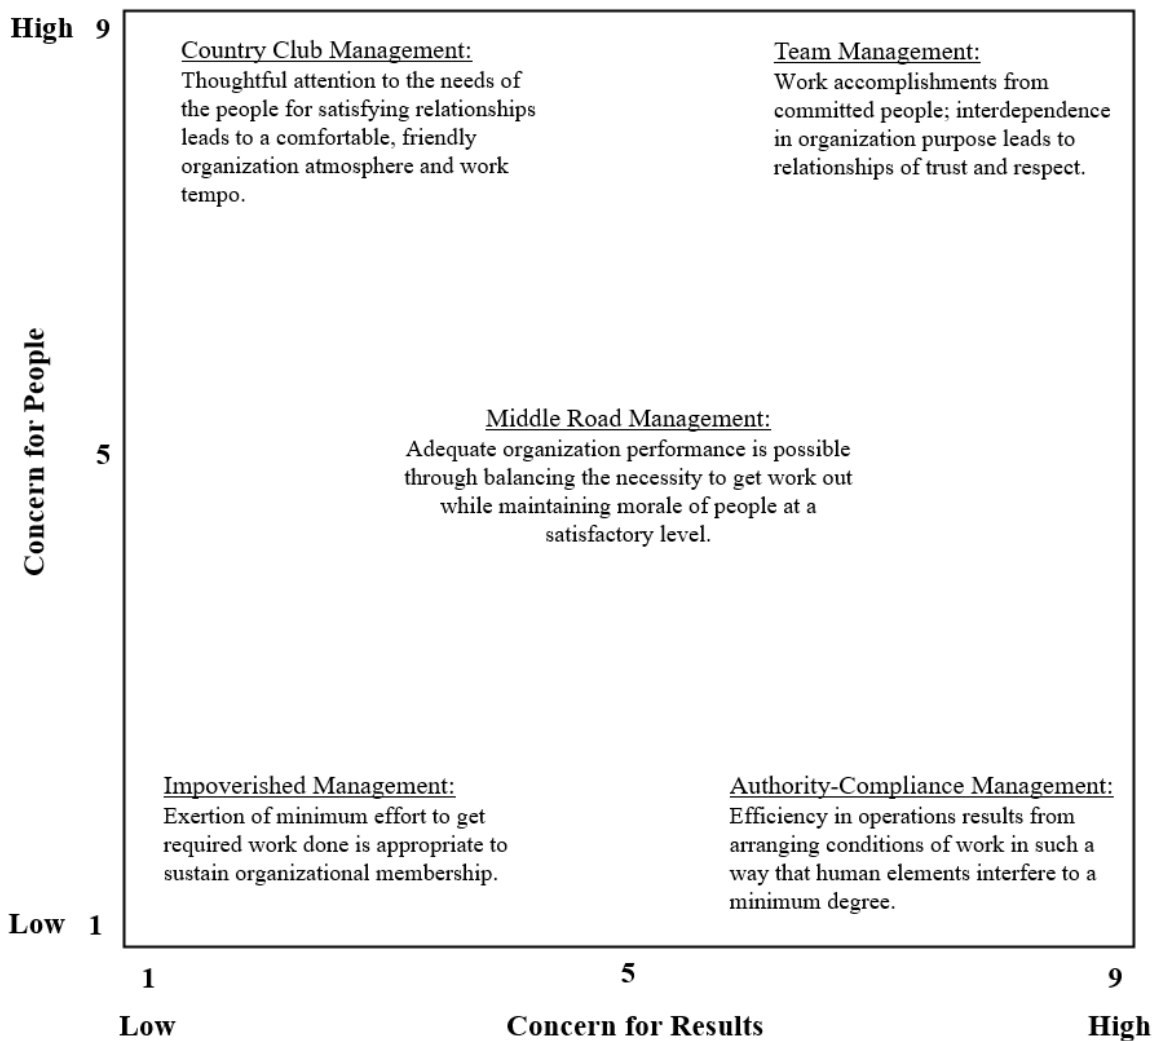 High 9
Country Club Management:
Thoughtful attention to the needs of
the people for satisfying relationships
leads to a comfortable, friendly
organization atmosphere and work
tempo.
Team Management:
Work accomplishments from
committed people; interdependence
in organization purpose leads to
relationships of trust and respect.
Concern for People
5
Middle Road Management:
Adequate organization performance is possible
through balancing the necessity to get work out
while maintaining morale of people at a
satisfactory level.
Impoverished Management:
Exertion of minimum effort to get
required work done is appropriate to
sustain organizational membership.
Authority-Compliance Management:
Efficiency in operations results from
arranging conditions of work in such a
way that human elements interfere to a
minimum degree.
Low 1
1 5 9
Low Concern for Results High